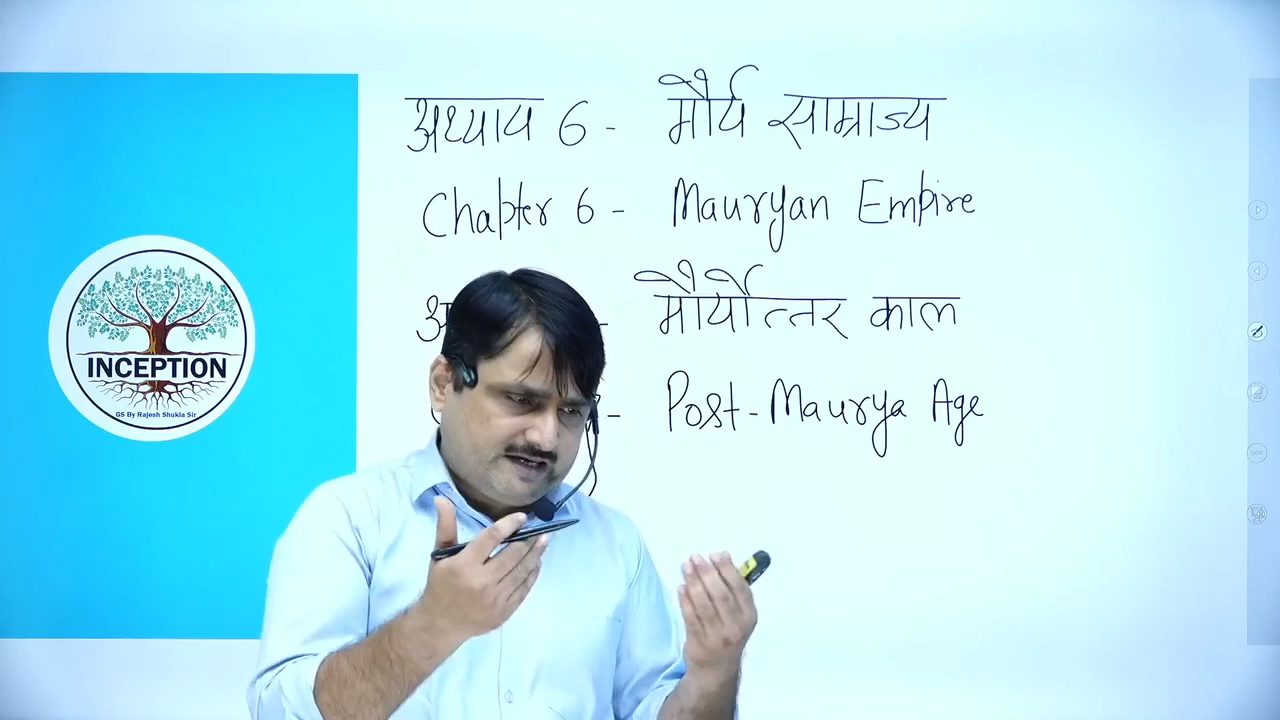 अध्याय 6 - मौर्य साम्राज्य
Chapter 6 - Mauryan Empire
- मौर्योत्तर काल
- Post-Maurya Age
INCEPTION
GS By Rajesh Shukla Sir